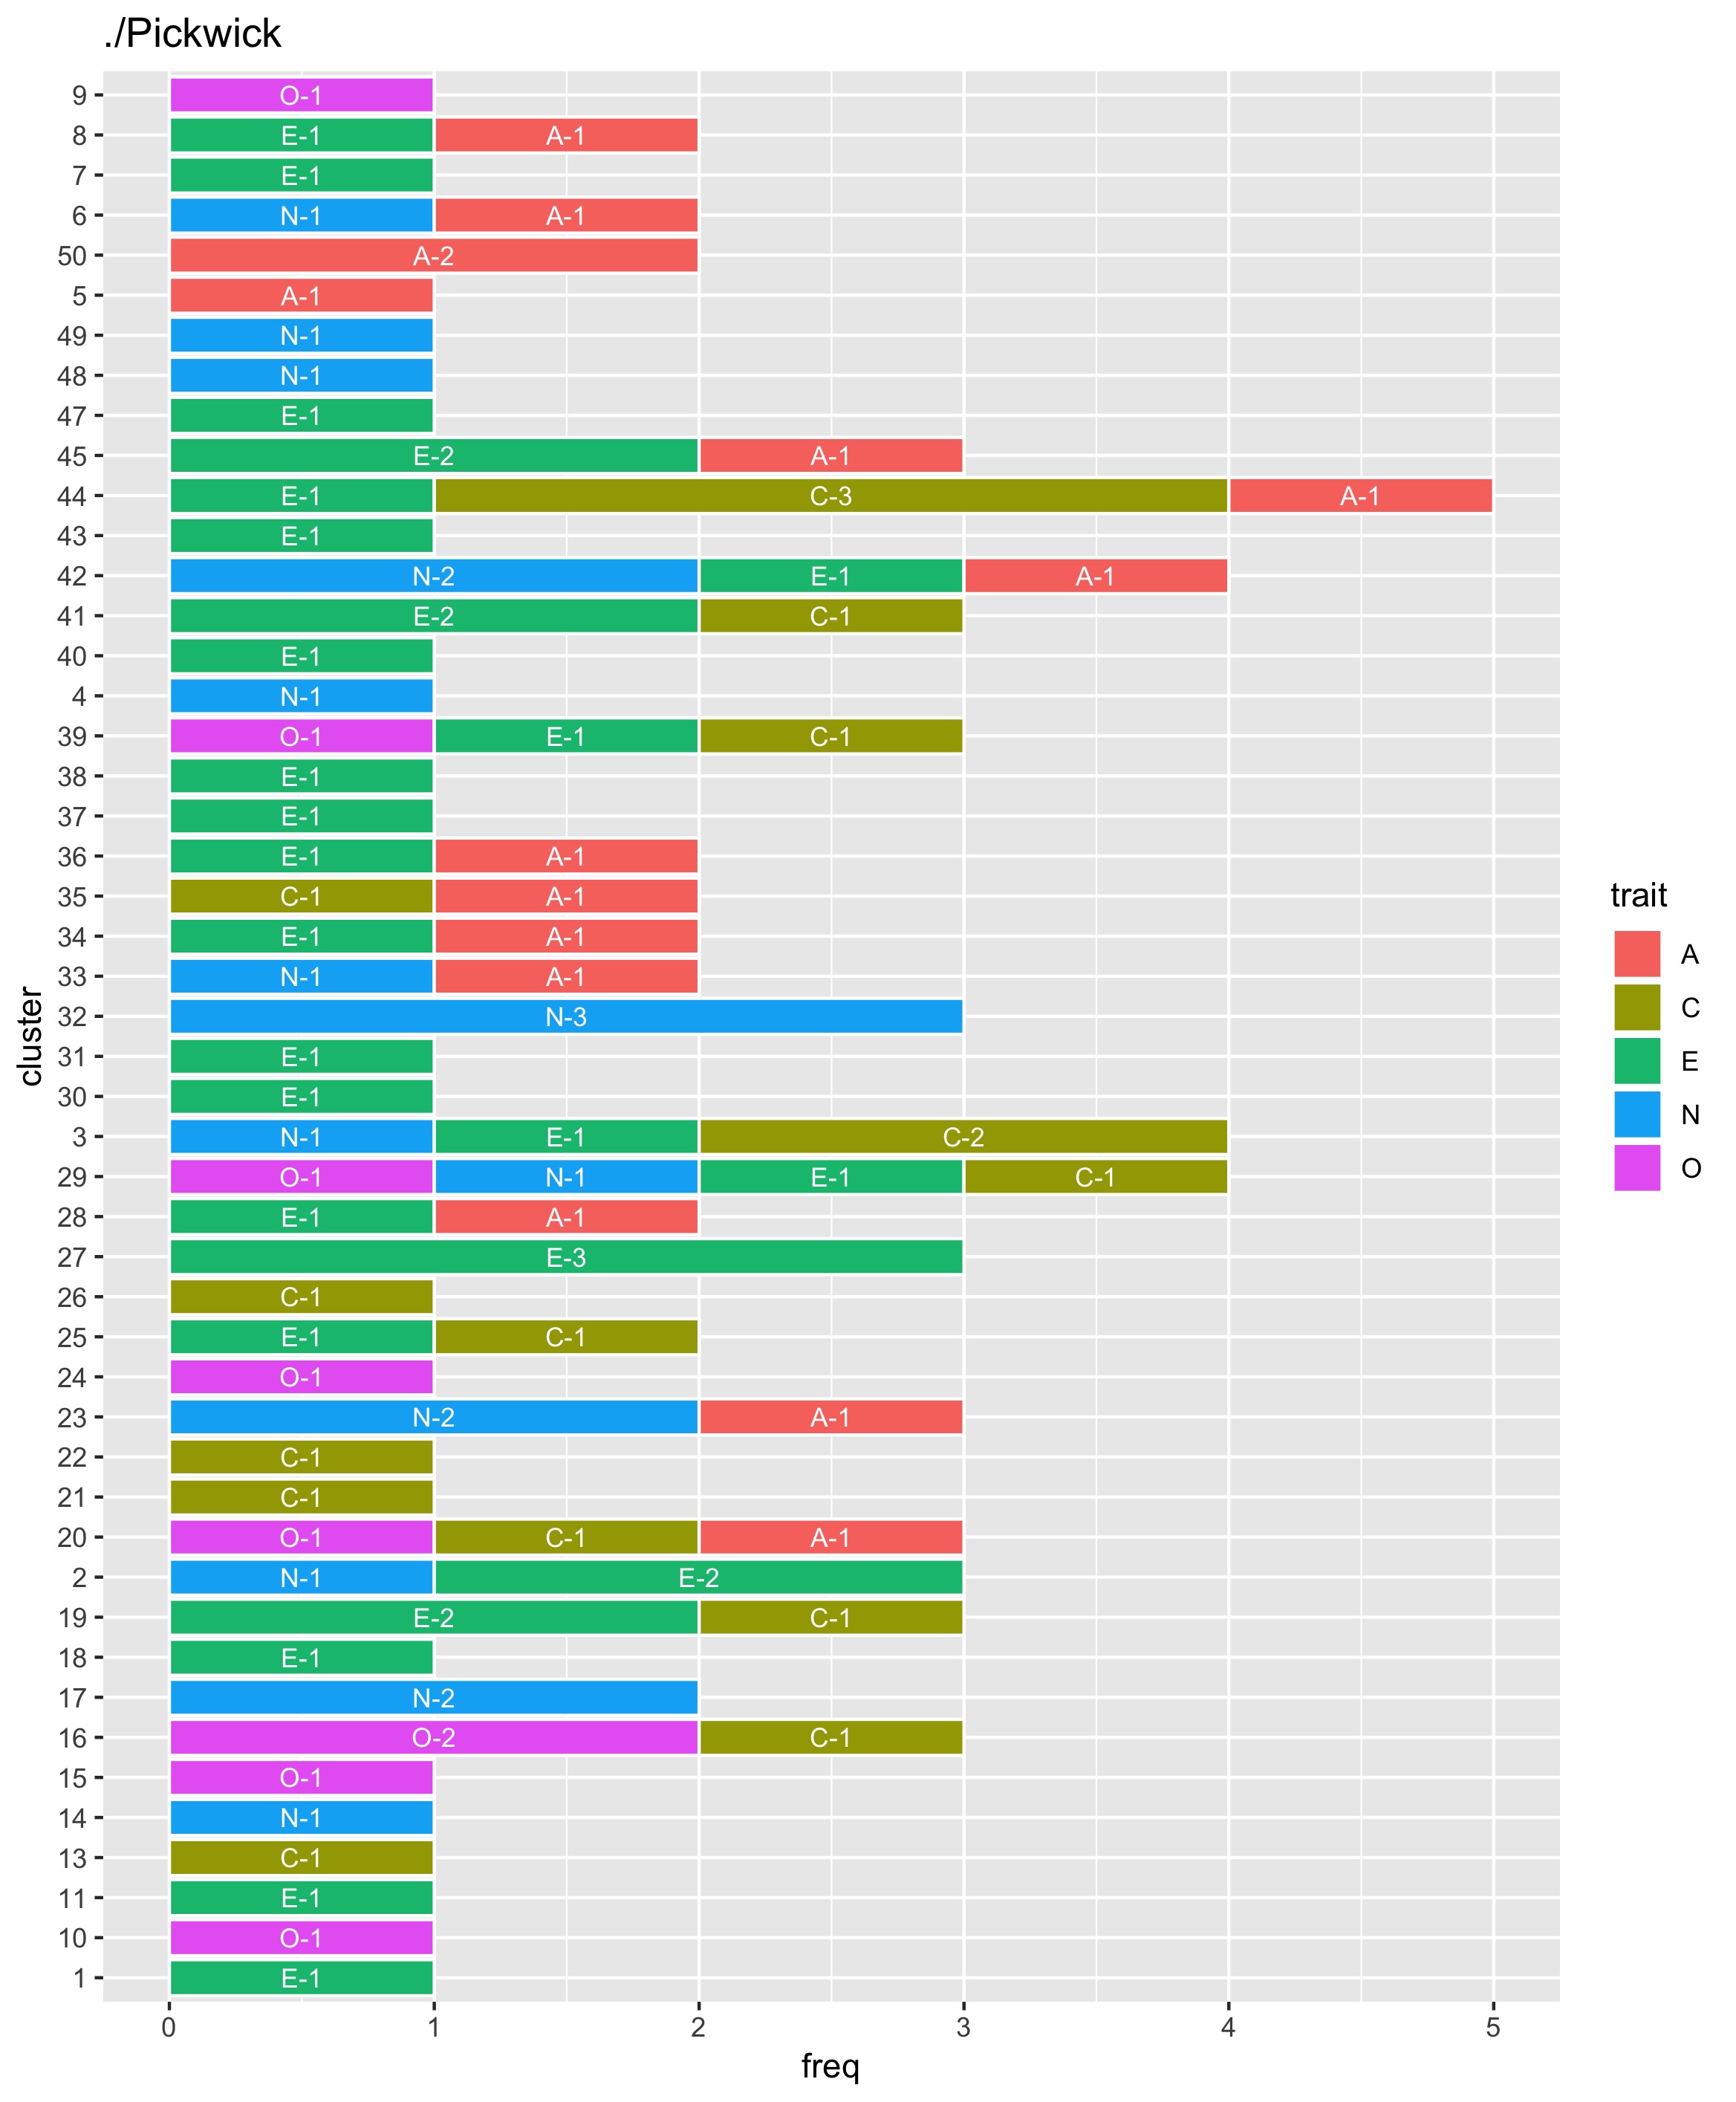 ./Pickwick
9 O-1
8 E-1 A-1
7 E-1
6 N-1 A-1
50 A-2
5 A-1
49 N-1
48 N-1
47 E-1
45 E-2 A-1
44 E-1 C-3 A-1
43 E-1
42 N-2 E-1 A-1
41 E-2 C-1
40 E-1
4 N-1
39 O-1 E-1 C-1
38 E-1
37 E-1
36 E-1 A-1
35 C-1 A-1
34 E-1 A-1
33 N-1 A-1
32 N-3
31 E-1
30 E-1
3 N-1 E-1 C-2
29 O-1 N-1 E-1 C-1
28 E-1 A-1
27 E-3
26 C-1
25 E-1 C-1
24 O-1
23 N-2 A-1
22 C-1
21 C-1
20 O-1 C-1 A-1
2 N-1 E-2
19 E-2 C-1
18 E-1
17 N-2
16 O-2 C-1
15 O-1
14 N-1
13 C-1
11 E-1
10 O-1
1 E-1
0 1 2 3 4 5
freq
cluster
trait
A
C
E
N
O